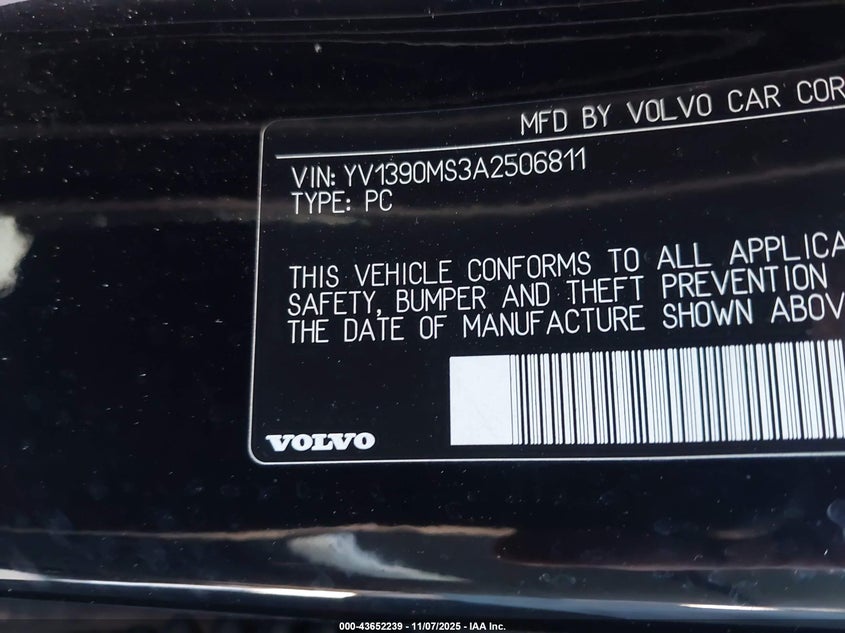 MFD BY VOLVO CAR COR
VIN: YV1390MS3A2506811
TYPE: PC
THIS VEHICLE CONFORMS TO ALL APPLICA
SAFETY, BUMPER AND THEFT PREVENTION
THE DATE OF MANUFACTURE SHOWN ABOV
VOLVO
000-43652239 - 11/07/2025 - IAA Inc.